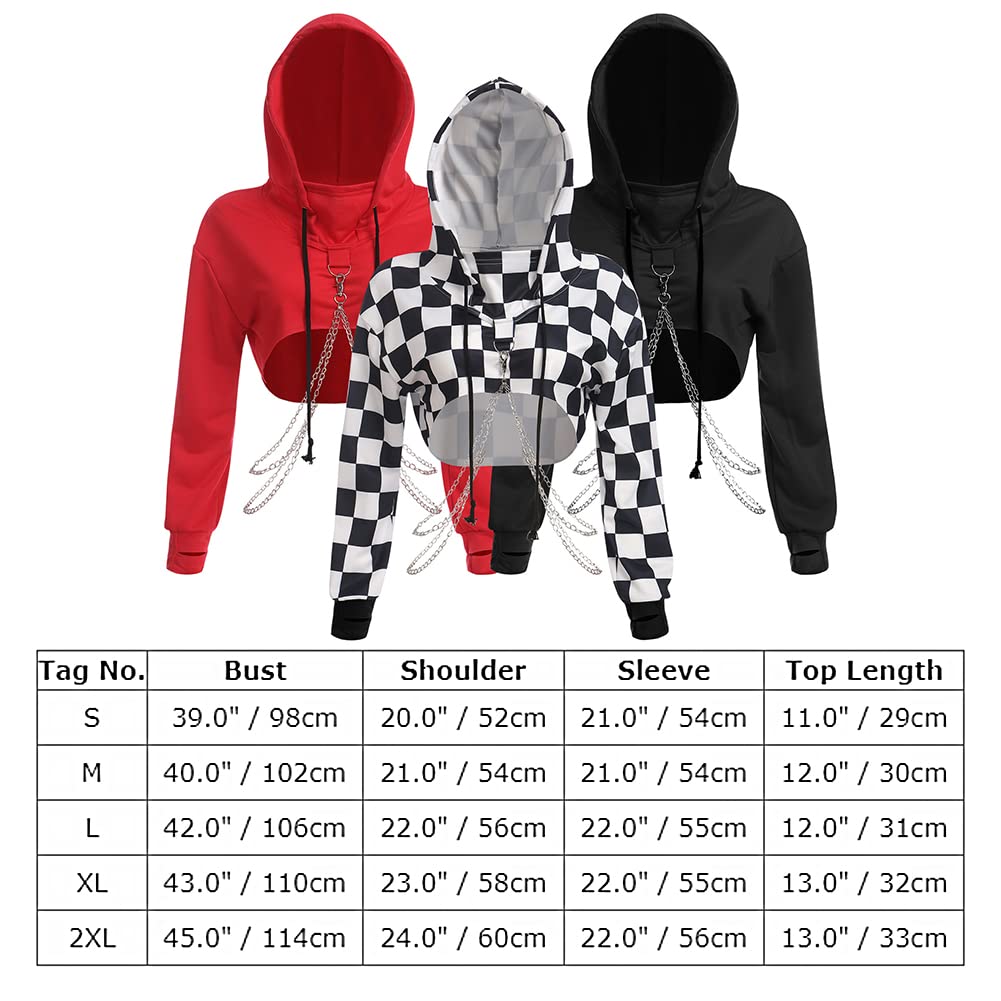 Tag No. Bust Shoulder Sleeve Top Length
S 39.0" / 98cm 20.0" / 52cm 21.0" / 54cm 11.0" / 29cm
M 40.0" / 102cm 21.0" / 54cm 21.0" / 54cm 12.0" / 30cm
L 42.0" / 106cm 22.0" / 56cm 22.0" / 55cm 12.0" / 31cm
XL 43.0" / 110cm 23.0" / 58cm 22.0" / 55cm 13.0" / 32cm
2XL 45.0" / 114cm 24.0" / 60cm 22.0" / 56cm 13.0" / 33cm